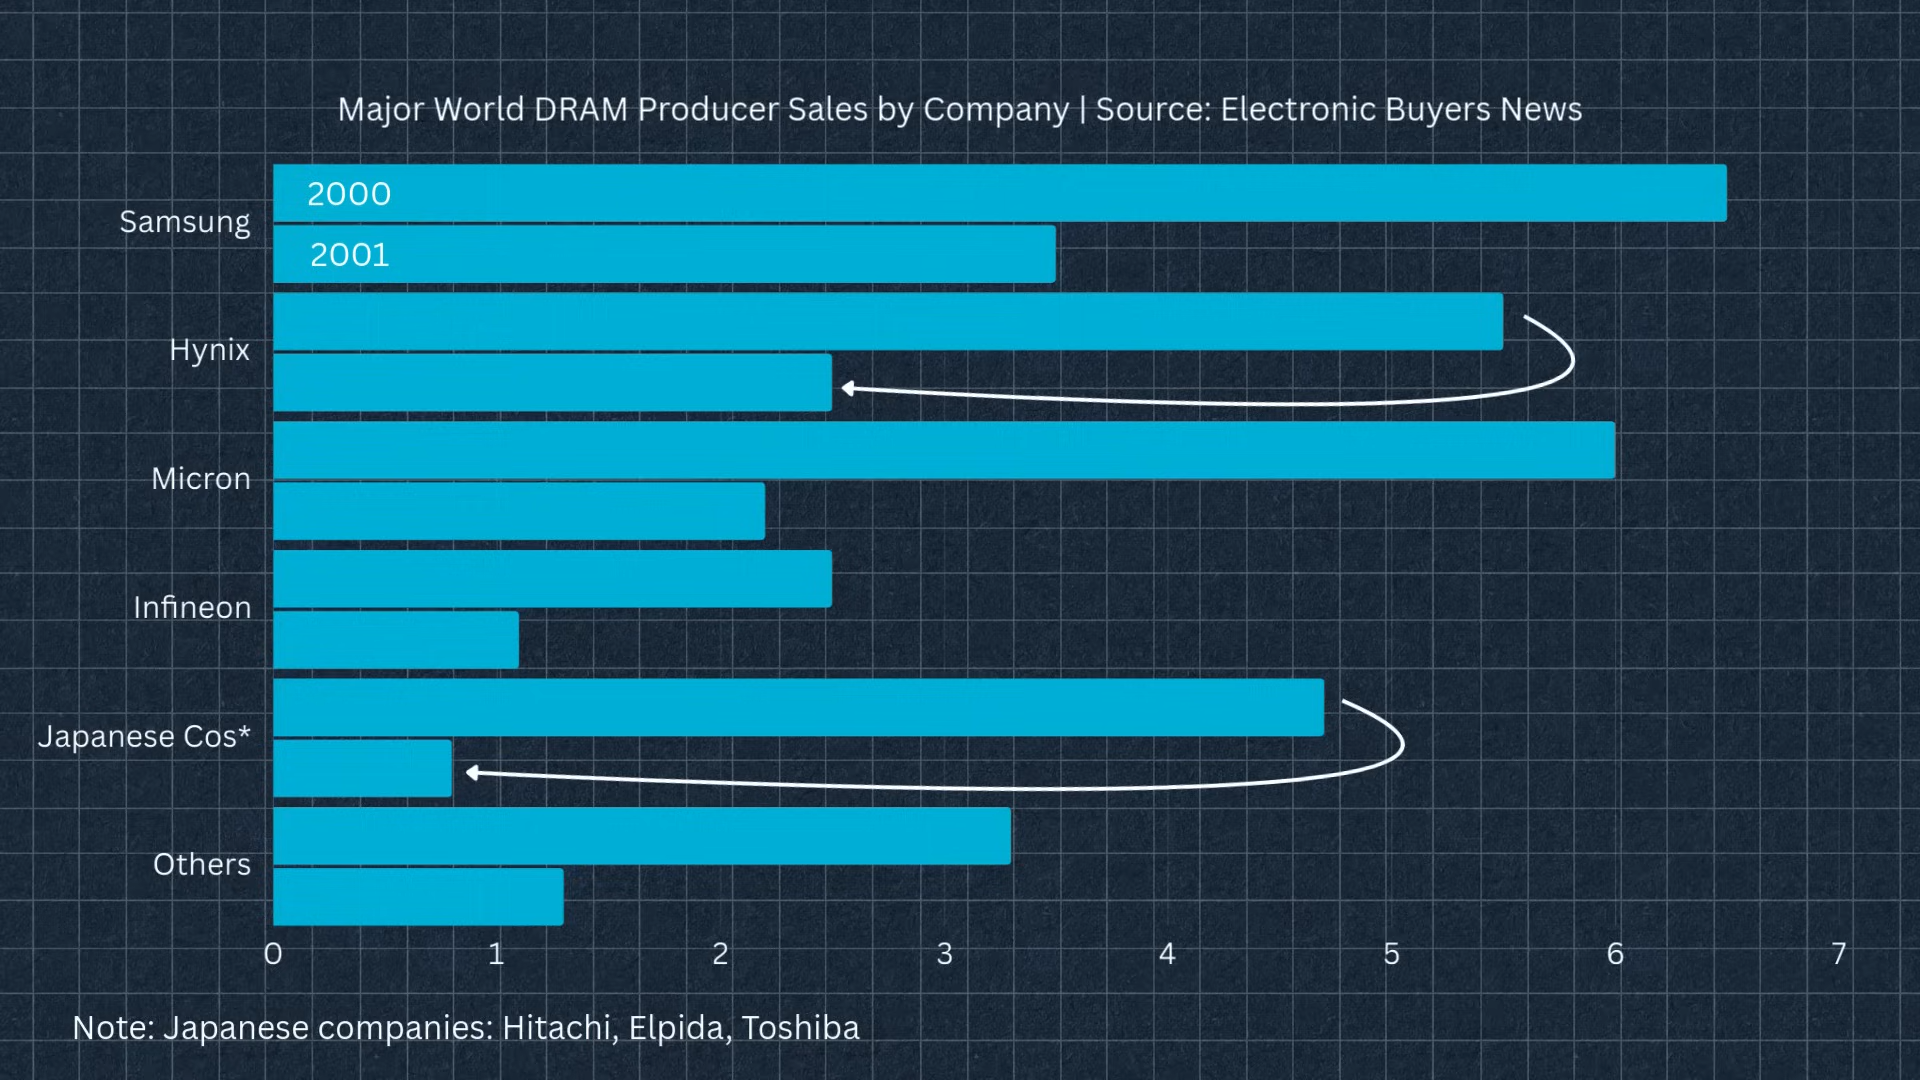 Major World DRAM Producer Sales by Company | Source: Electronic Buyers News
2000
Samsung
2001
Hynix
Micron
Infineon
Japanese Cos*
Others
0 1 2 3 4 5 6 7
Note: Japanese companies: Hitachi, Elpida, Toshiba